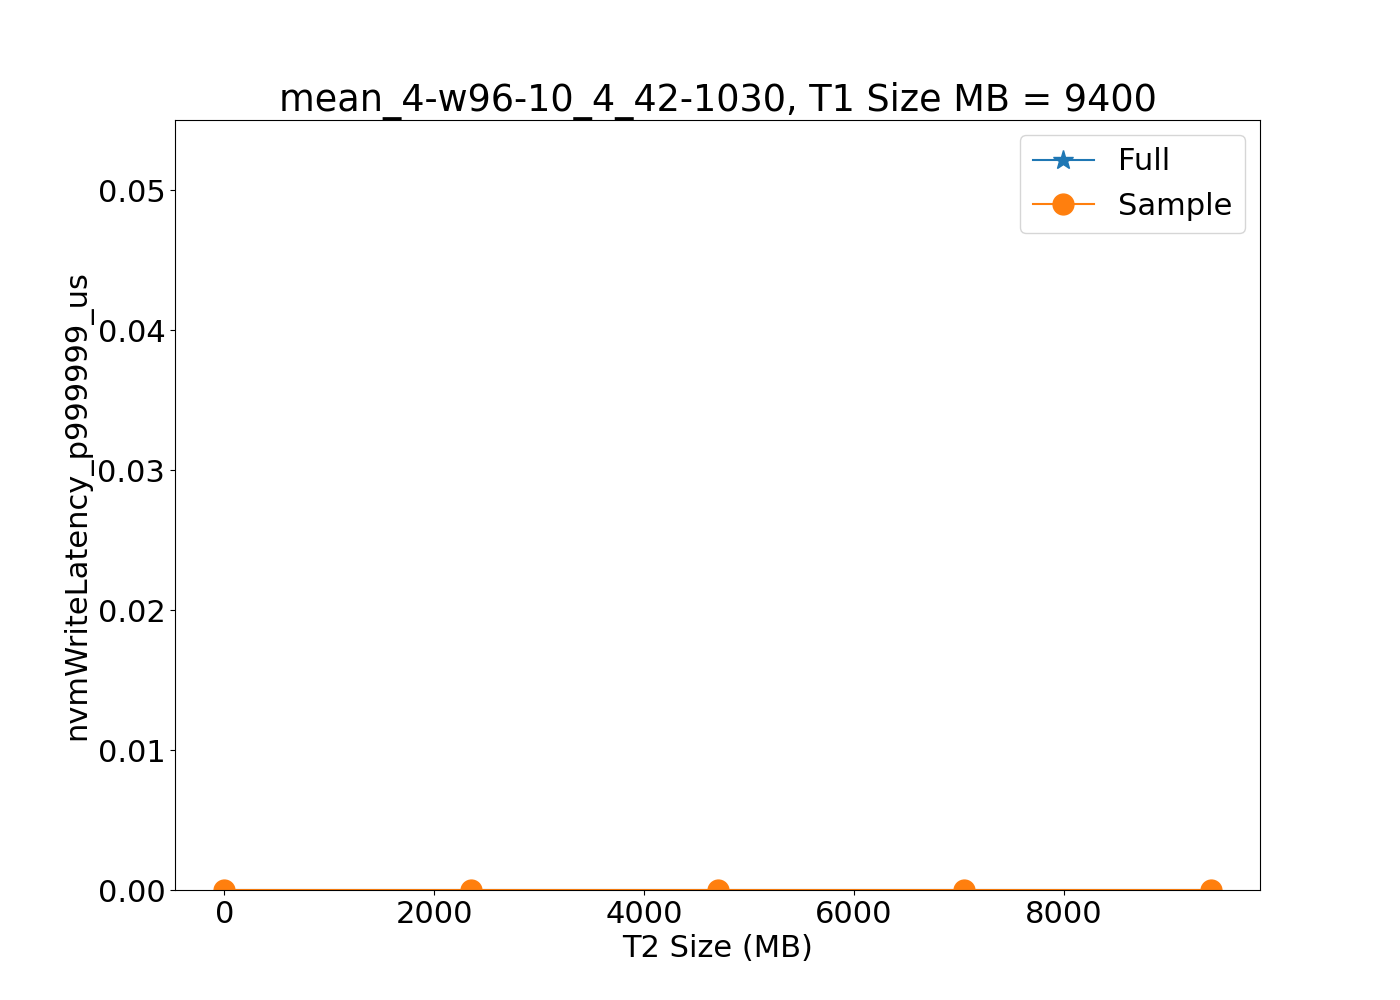 mean_4-w96-10_4_42-1030, T1 Size MB = 9400
Full
Sample
nvmWriteLatency_p999999_us
0.05
0.04
0.03
0.02
0.01
0.00
0 2000 4000 6000 8000
T2 Size (MB)